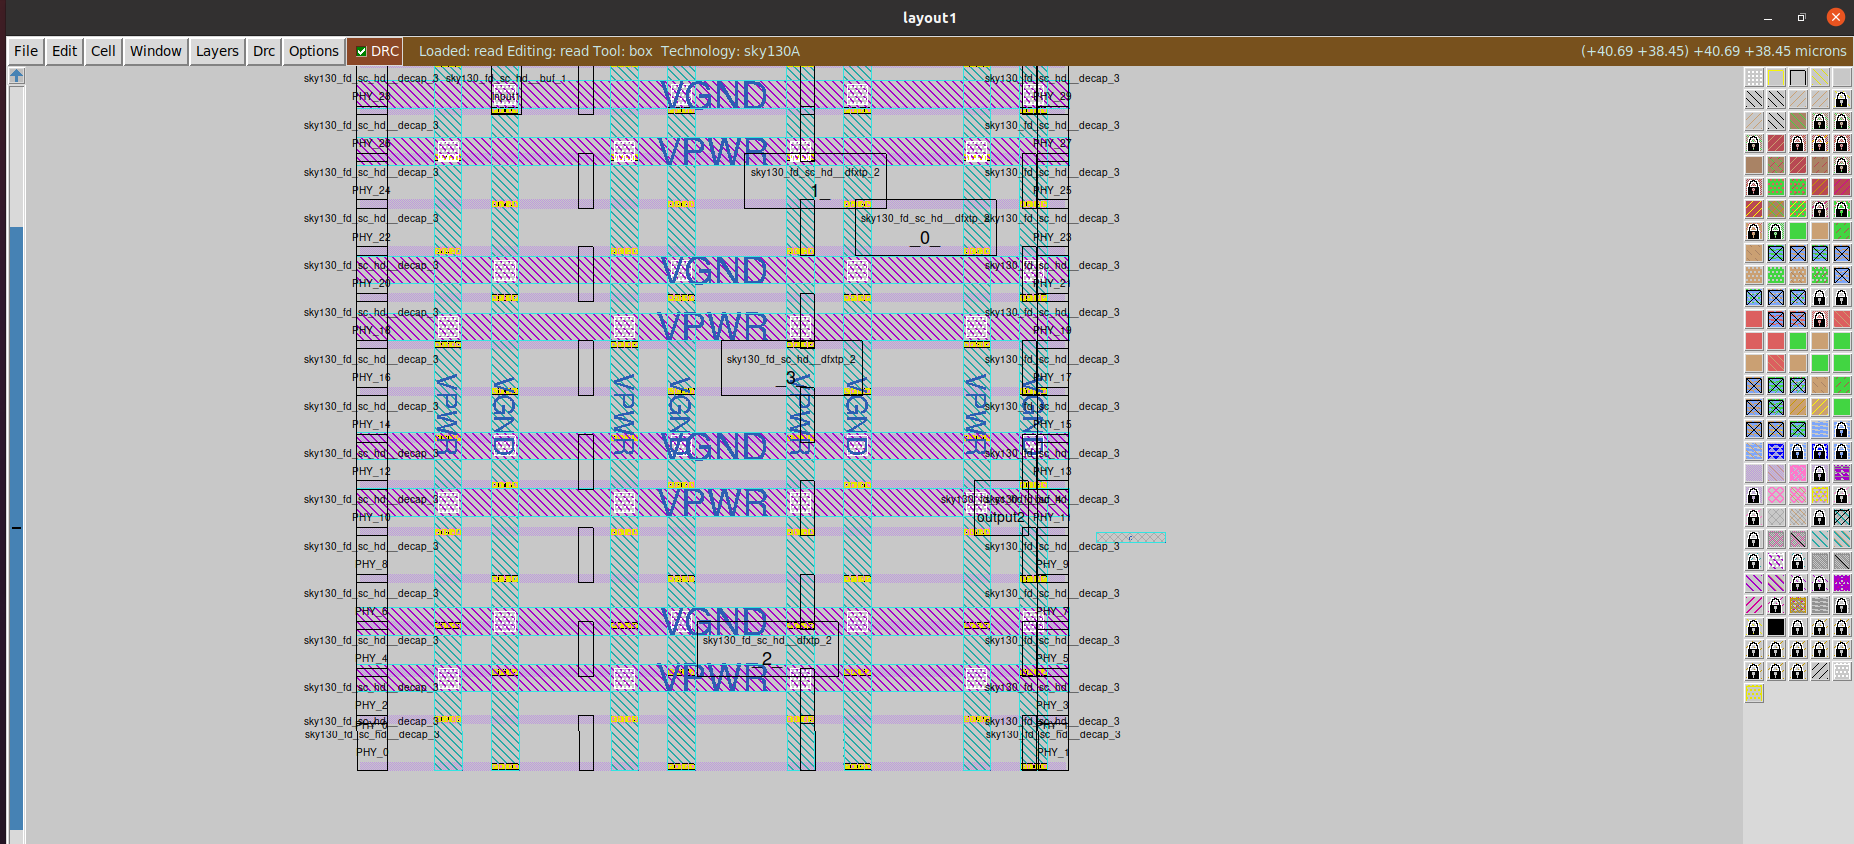 layout1
File Edit Cell Window Layers Drc Options DRC Loaded: read Editing: read Tool: box Technology: sky130A (+40.69 +38.45) +40.69 +38.45 microns
sky130_fd_sc_hd__decap_3 sky130_fd_sc_hd__buf_1 sky130_fd_sc_hd__decap_3
PHY_28 input1 VGND PHY_29
sky130_fd_sc_hd__decap_3 sky130_fd_sc_hd__decap_3
PHY_26 VPWR PHY_27
sky130_fd_sc_hd__decap_3 sky130_fd_sc_hd__dfxtp_2 sky130_fd_sc_hd__decap_3
PHY_24 _1_ PHY_25
sky130_fd_sc_hd__decap_3 sky130_fd_sc_hd__dfxtp_2 sky130_fd_sc_hd__decap_3
PHY_22 _0_ PHY_23
sky130_fd_sc_hd__decap_3 VGND sky130_fd_sc_hd__decap_3
PHY_20 PHY_21
sky130_fd_sc_hd__decap_3 sky130_fd_sc_hd__decap_3
PHY_18 VPWR PHY_19
sky130_fd_sc_hd__decap_3 sky130_fd_sc_hd__dfxtp_2 sky130_fd_sc_hd__decap_3
PHY_16 _3_ PHY_17
VPWR VGND VPWR VGND VPWR VGND VPWR VGND
sky130_fd_sc_hd__decap_3 sky130_fd_sc_hd__decap_3
PHY_14 PHY_15
sky130_fd_sc_hd__decap_3 VGND sky130_fd_sc_hd__decap_3
PHY_12 PHY_13
sky130_fd_sc_hd__decap_3 VPWR sky130_fd_sc_hd__decap_3
PHY_10 output2 PHY_11
sky130_fd_sc_hd__decap_3 sky130_fd_sc_hd__decap_3
PHY_8 PHY_9
sky130_fd_sc_hd__decap_3 sky130_fd_sc_hd__decap_3
PHY_6 VGND PHY_7
sky130_fd_sc_hd__decap_3 sky130_fd_sc_hd__dfxtp_2 sky130_fd_sc_hd__decap_3
PHY_4 _2_ PHY_5
sky130_fd_sc_hd__decap_3 VPWR sky130_fd_sc_hd__decap_3
PHY_2 PHY_3
sky130_fd_sc_hd__decap_3 sky130_fd_sc_hd__decap_3
sky130_fd_sc_hd__decap_3 sky130_fd_sc_hd__decap_3
PHY_0 PHY_1